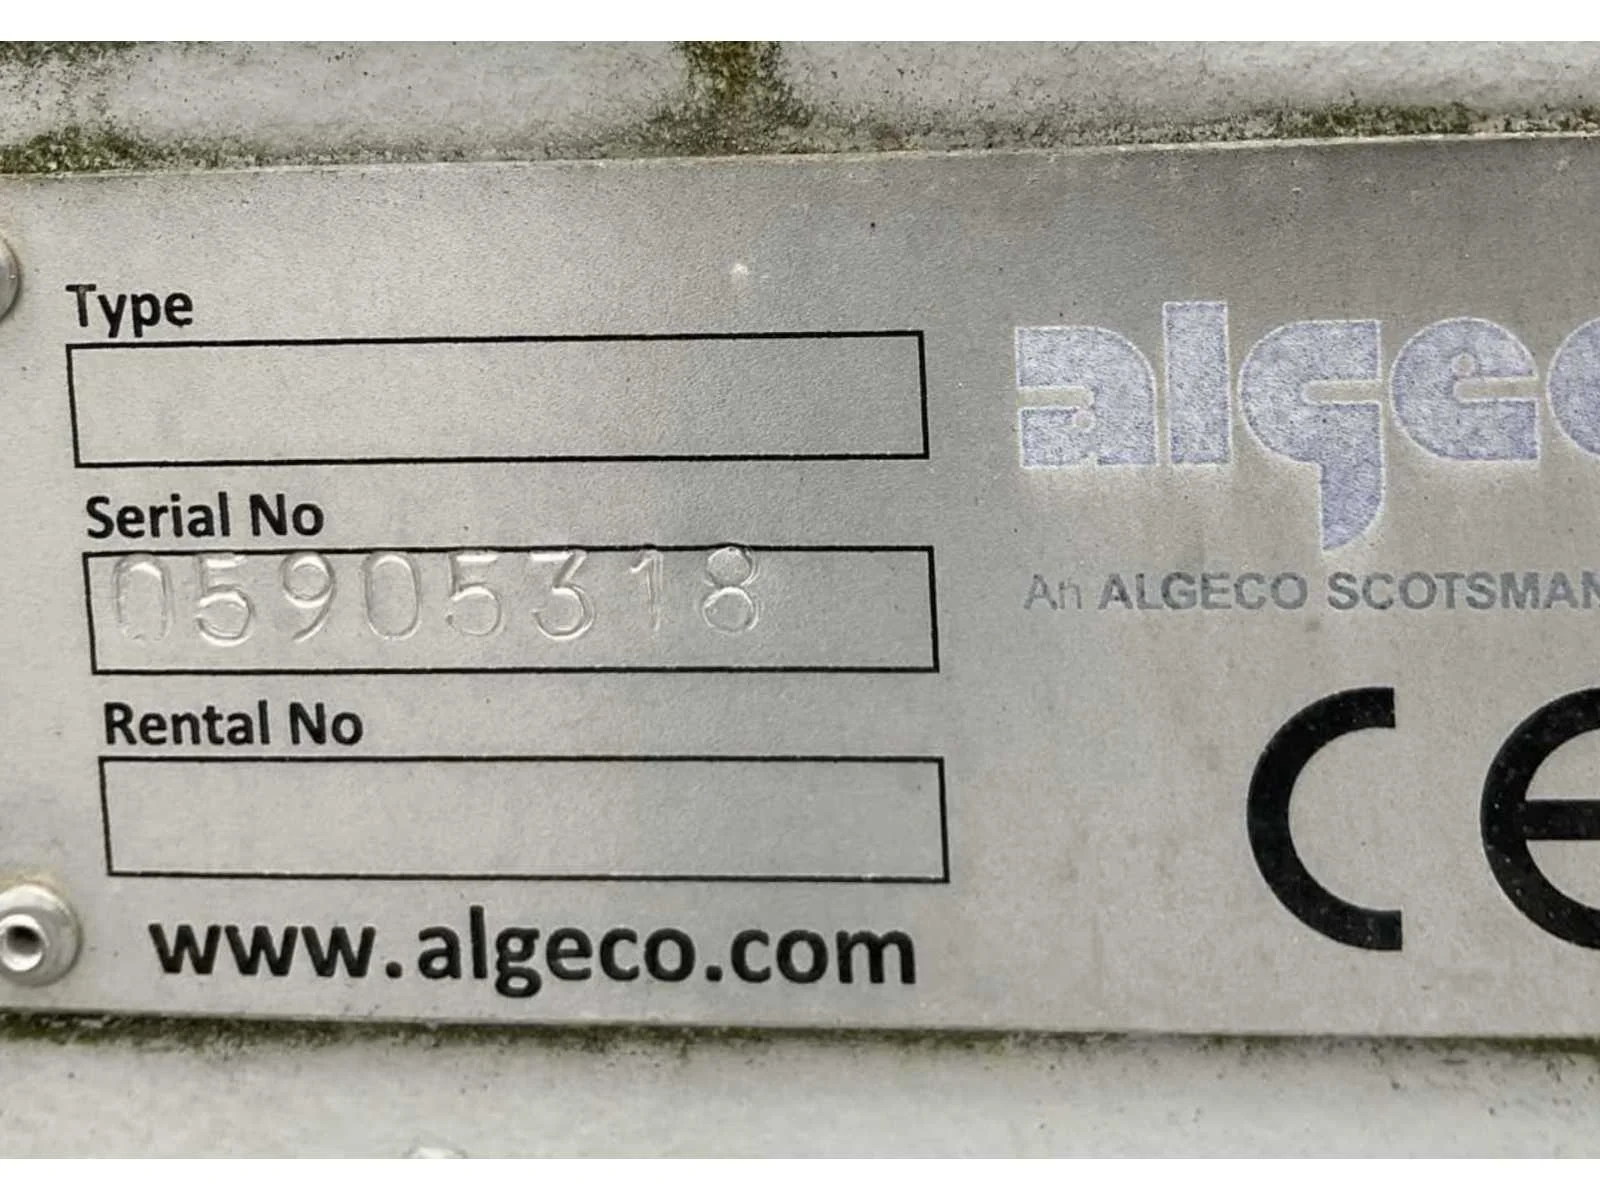 Type
algeco
An ALGECO SCOTSMAN
Serial No
05905318
Rental No
CE
www.algeco.com